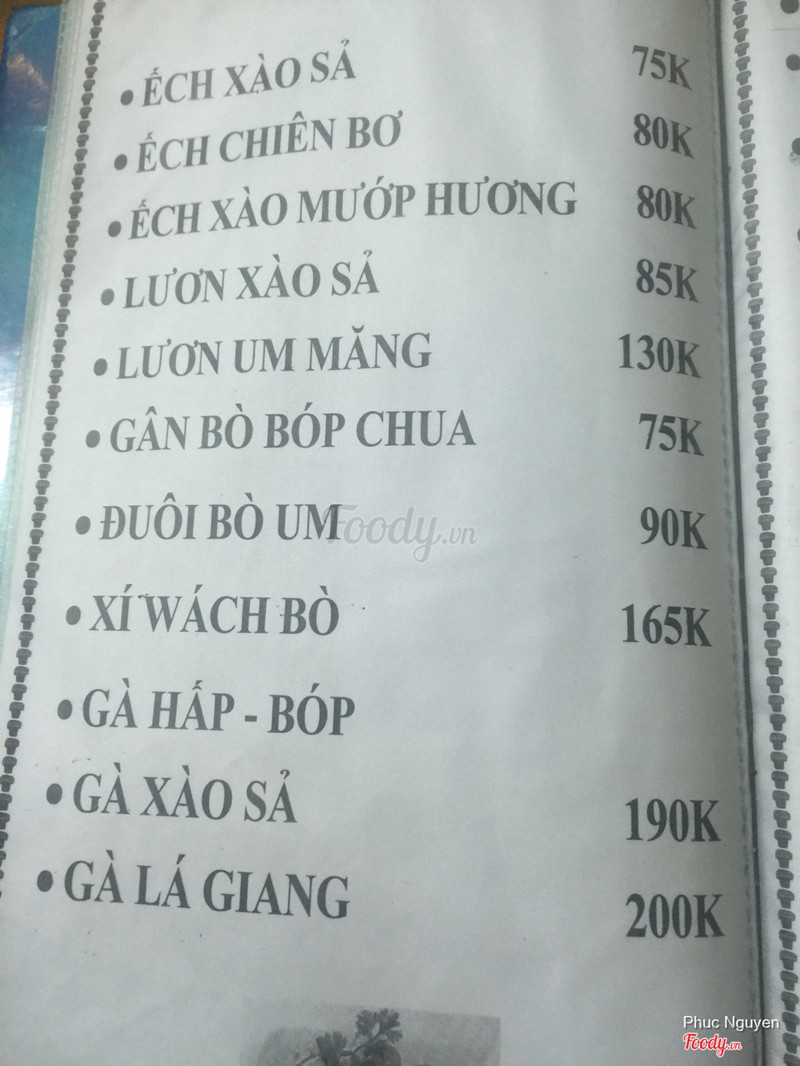 • ẾCH XÀO SẢ 75K
• ẾCH CHIÊN BƠ 80K
• ẾCH XÀO MƯỚP HƯƠNG 80K
• LƯƠN XÀO SẢ 85K
• LƯƠN UM MĂNG 130K
• GÂN BÒ BÓP CHUA 75K
• ĐUÔI BÒ UM 90K
Foody.vn
• XÍ WÁCH BÒ 165K
• GÀ HẤP - BÓP
• GÀ XÀO SẢ 190K
• GÀ LÁ GIANG 200K
Phuc Nguyen
Foody.vn